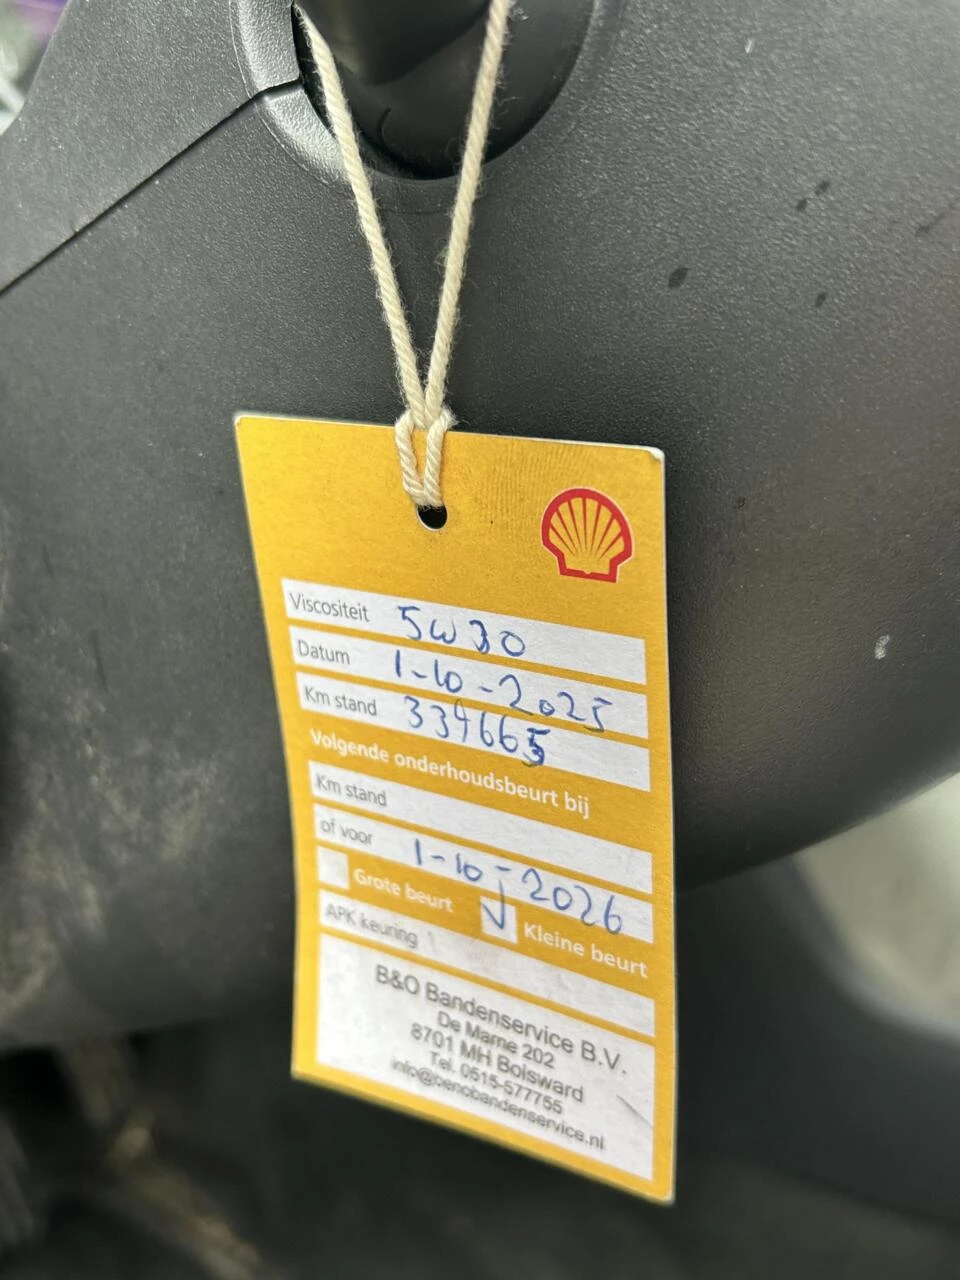 Viscositeit 5W30
Datum 1-10-2025
Km stand 339665
Volgende onderhoudsbeurt bij
Km stand
of voor 1-10-2026
Grote beurt Kleine beurt
APK keuring
B&O Bandenservice B.V.
De Marne 202
8701 MH Bolsward
Tel. 0515-577755
info@benobandenservice.nl